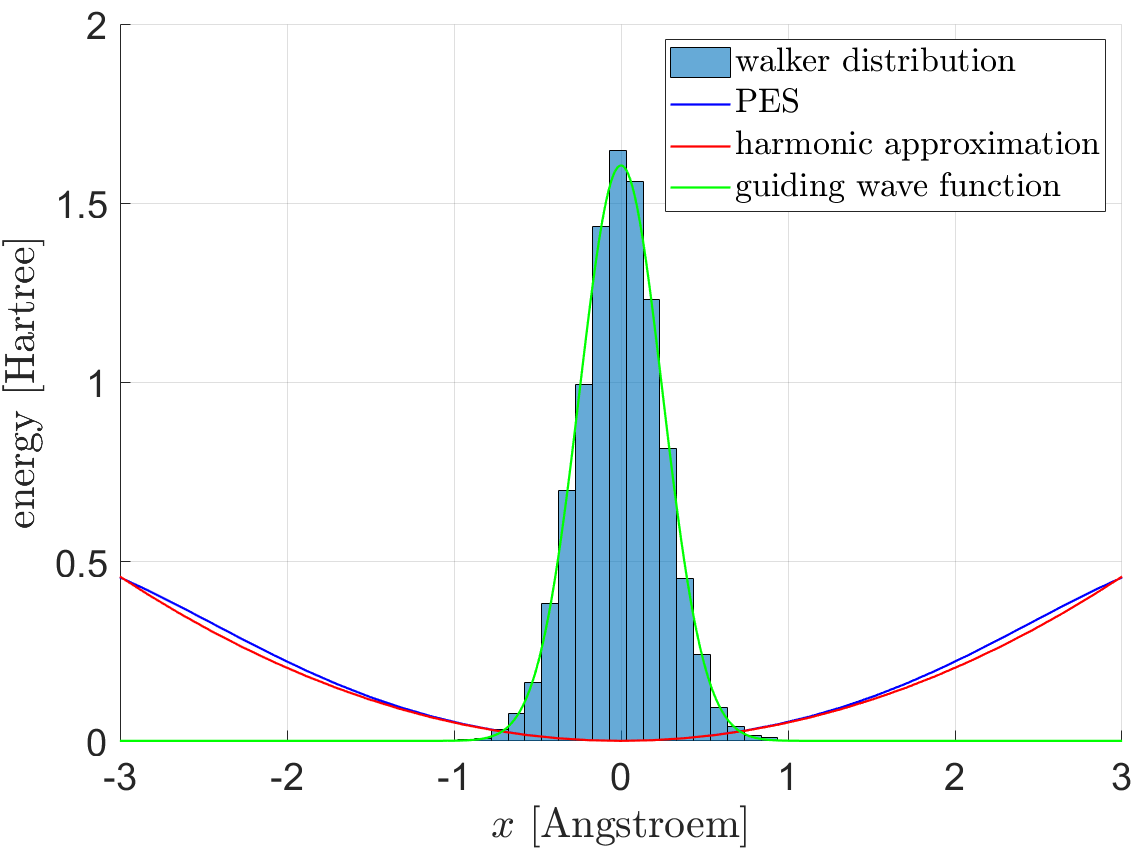 2
1.5
1
0.5
0
-3
-2
-1
0
1
2
3
energy [Hartree]
x [Angstroem]
walker distribution
PES
harmonic approximation
guiding wave function